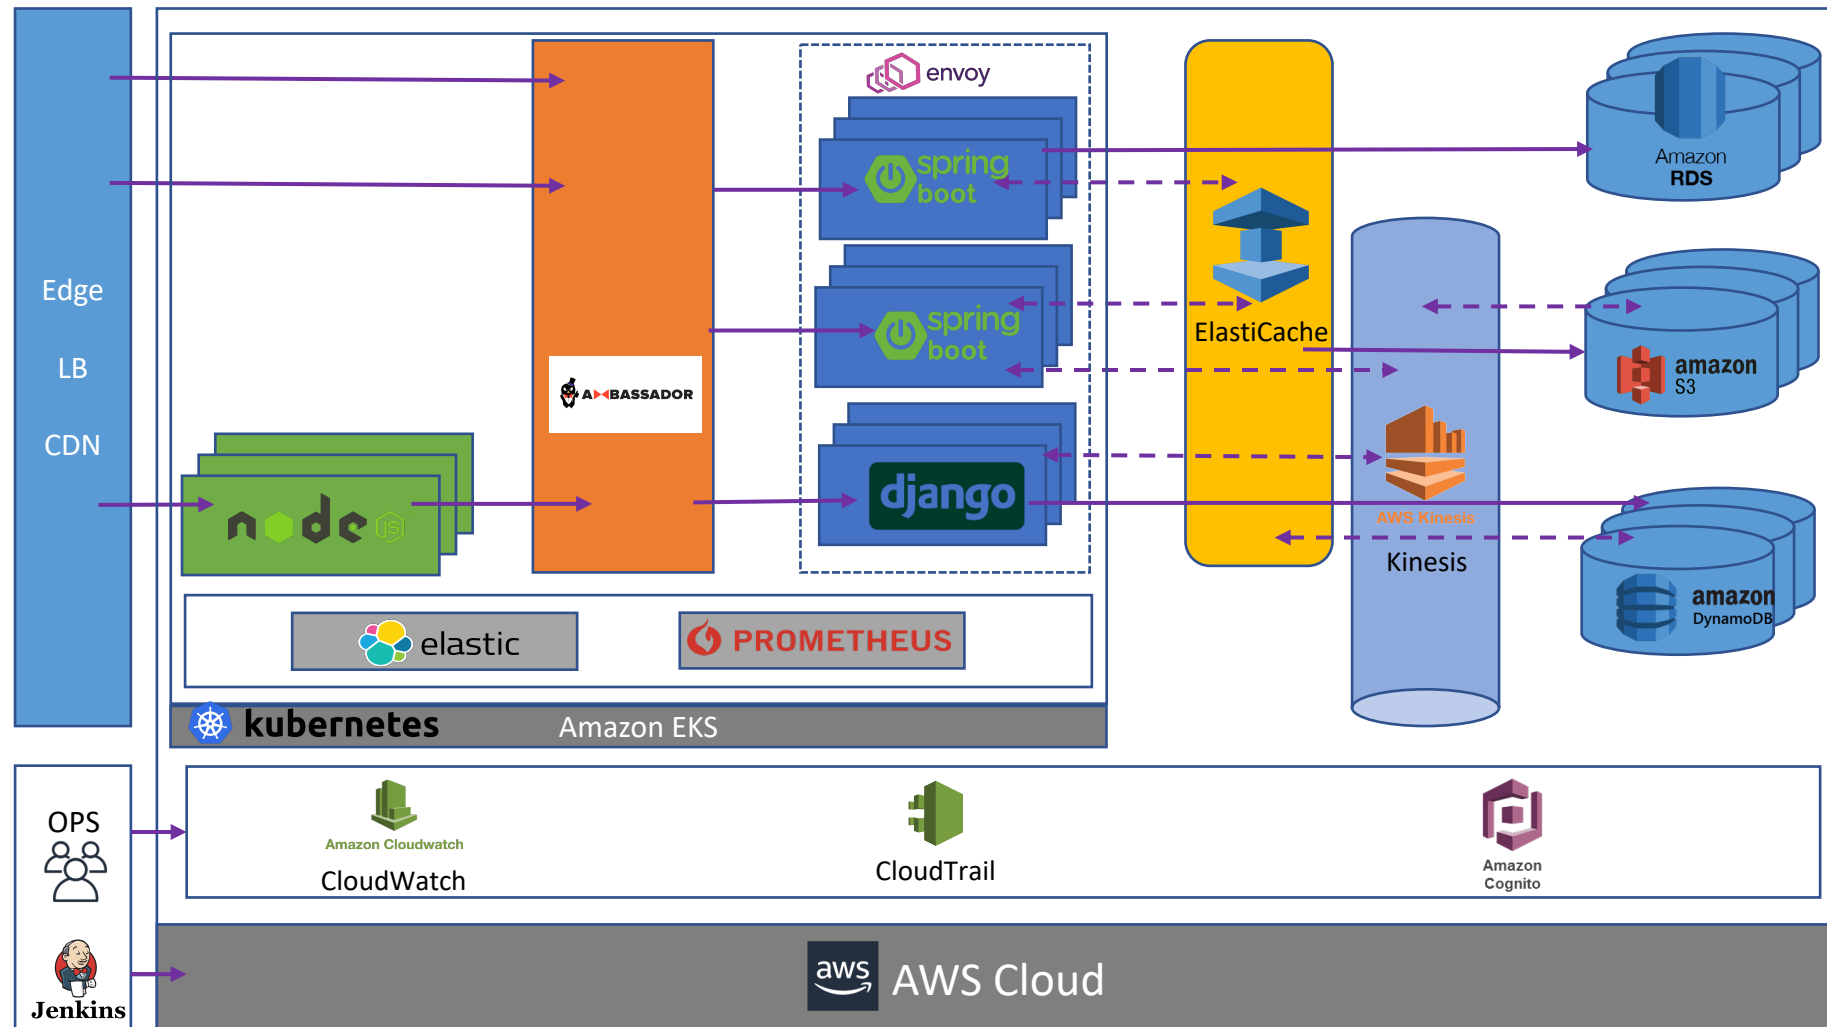 Edge
LB
CDN
node
JS
AMBASSADOR
envoy
spring
boot
spring
boot
django
ElastiCache
AWS Kinesis
Kinesis
Amazon
RDS
amazon
S3
amazon
DynamoDB
elastic
PROMETHEUS
kubernetes
Amazon EKS
OPS
Jenkins
Amazon Cloudwatch
CloudWatch
CloudTrail
Amazon
Cognito
aws
AWS Cloud